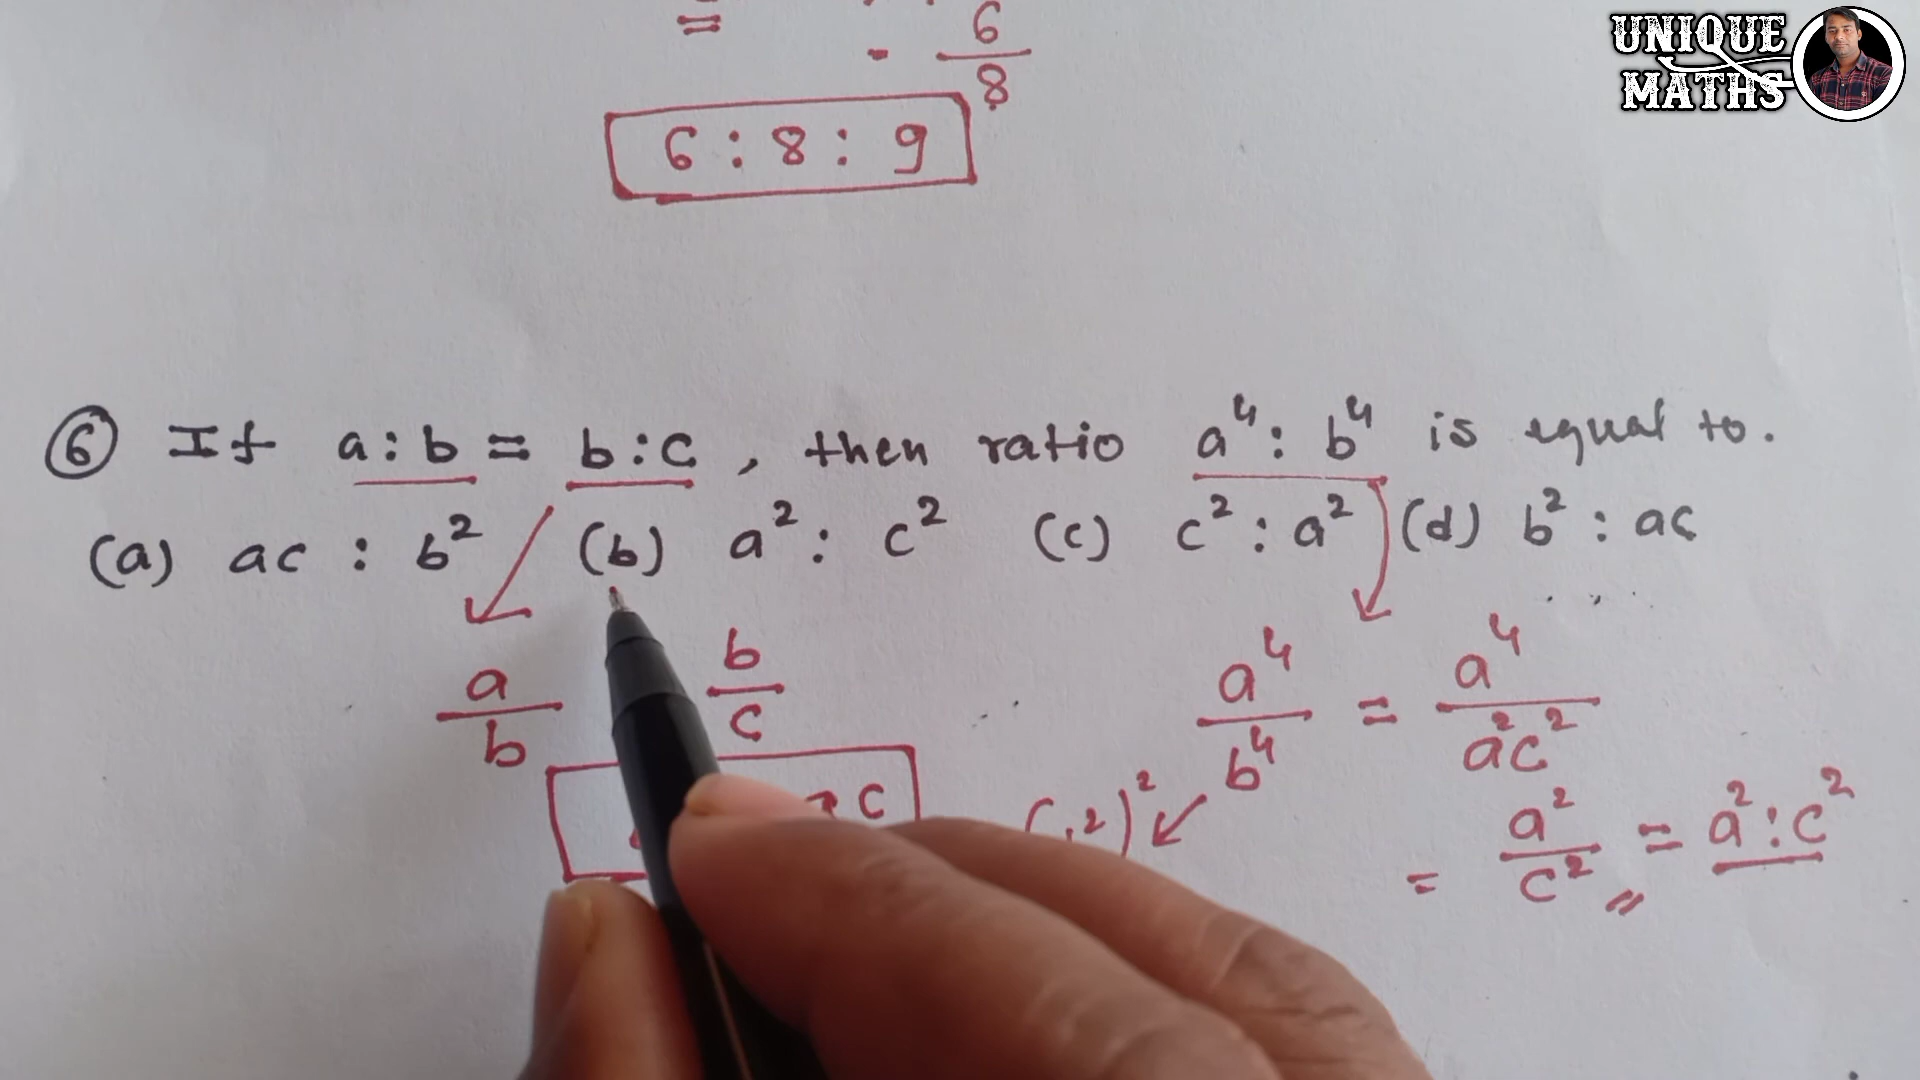 UNIQUE
MATHS
=
- 6/8
6 : 8 : 9
(6) If a : b = b : c , then ratio a⁴ : b⁴ is equal to.
(a) ac : b² (b) a² : c² (c) c² : a² (d) b² : ac
a/b b/c
a⁴/b⁴ = a⁴/a²c²
c
)²
= a²/c² = a² : c²